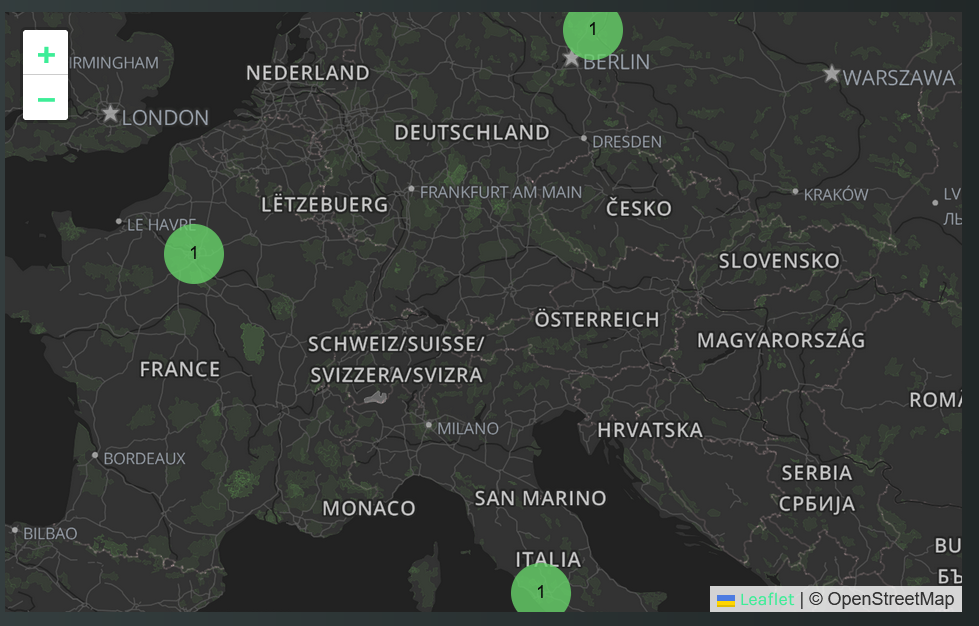 1
+
IRMINGHAM
−
NEDERLAND
BERLIN
WARSZAWA
LONDON
DEUTSCHLAND
DRESDEN
FRANKFURT AM MAIN
KRAKÓW
LV
ЛЬ
LËTZEBUERG
ČESKO
LE HAVRE
1
SLOVENSKO
ÖSTERREICH
SCHWEIZ/SUISSE/
SVIZZERA/SVIZRA
MAGYARORSZÁG
FRANCE
ROMÂ
MILANO
HRVATSKA
BORDEAUX
SERBIA
СРБИЈА
SAN MARINO
MONACO
BILBAO
BU
БЪ
ITALIA
1
Leaflet | © OpenStreetMap